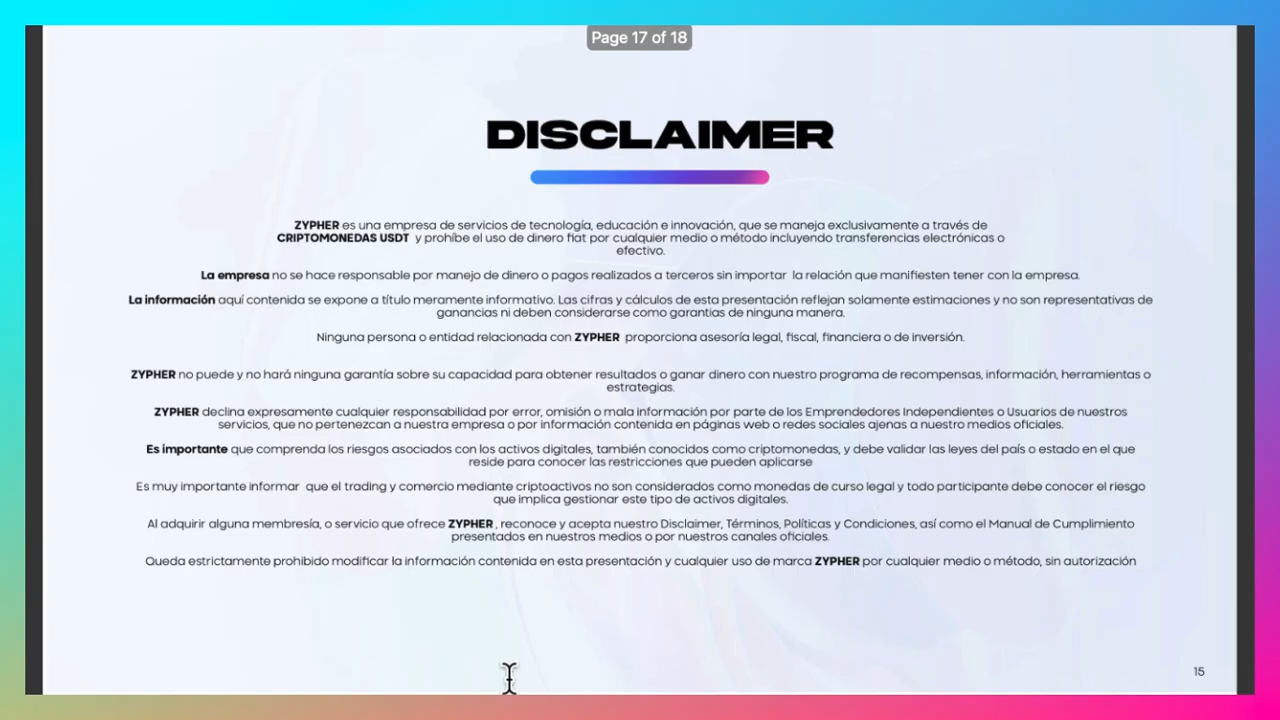 Page 17 of 18
DISCLAIMER
ZYPHER es una empresa de servicios de tecnología, educación e innovación, que se maneja exclusivamente a través de
CRIPTOMONEDAS USDT y prohíbe el uso de dinero fiat por cualquier medio o método incluyendo transferencias electrónicas o
efectivo.
La empresa no se hace responsable por manejo de dinero o pagos realizados a terceros sin importar la relación que manifiesten tener con la empresa.
La información aquí contenida se expone a título meramente informativo. Las cifras y cálculos de esta presentación reflejan solamente estimaciones y no son representativas de
ganancias ni deben considerarse como garantias de ninguna manera.
Ninguna persona o entidad relacionada con ZYPHER proporciona asesoría legal, fiscal, financiera o de inversión.
ZYPHER no puede y no hará ninguna garantía sobre su capacidad para obtener resultados o ganar dinero con nuestro programa de recompensas, información, herramientas o
estrategias.
ZYPHER declina expresamente cualquier responsabilidad por error, omisión o mala información por parte de los Emprendedores Independientes o Usuarios de nuestros
servicios, que no pertenezcan a nuestra empresa o por información contenida en páginas web o redes sociales ajenas a nuestro medios oficiales.
Es importante que comprenda los riesgos asociados con los activos digitales, también conocidos como criptomonedas, y debe validar las leyes del país o estado en el que
reside para conocer las restricciones que pueden aplicarse
Es muy importante informar que el trading y comercio mediante criptoactivos no son considerados como monedas de curso legal y todo participante debe conocer el riesgo
que implica gestionar este tipo de activos digitales.
Al adquirir alguna membresía, o servicio que ofrece ZYPHER , reconoce y acepta nuestro Disclaimer, Términos, Políticas y Condiciones, así como el Manual de Cumplimiento
presentados en nuestros medios o por nuestros canales oficiales.
Queda estrictamente prohibido modificar la información contenida en esta presentación y cualquier uso de marca ZYPHER por cualquier medio o método, sin autorización
15